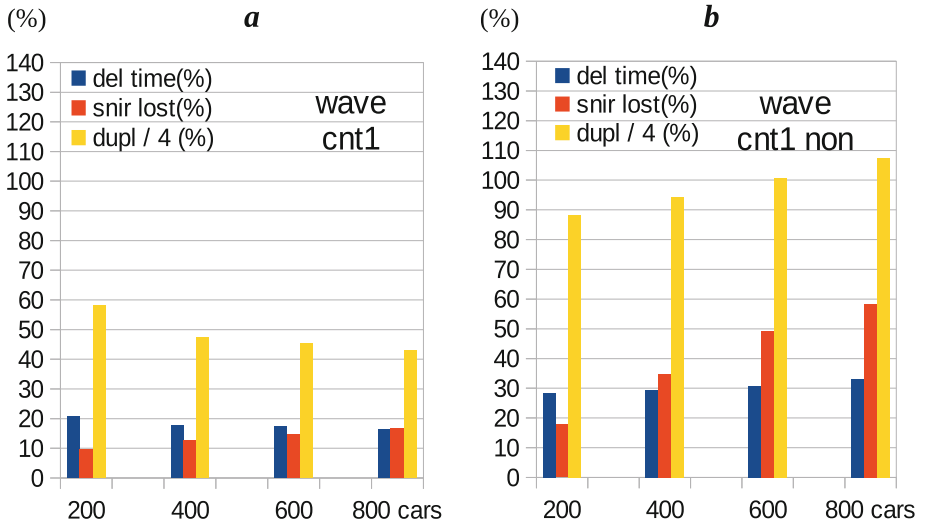 (%)
a
140
130
120
110
100
90
80
70
60
50
40
30
20
10
0
del time(%)
snir lost(%)
dupl / 4 (%)
wave
cnt1
200 400 600 800 cars
(%)
b
140
130
120
110
100
90
80
70
60
50
40
30
20
10
0
del time(%)
snir lost(%)
dupl / 4 (%)
wave
cnt1 non
200 400 600 800 cars